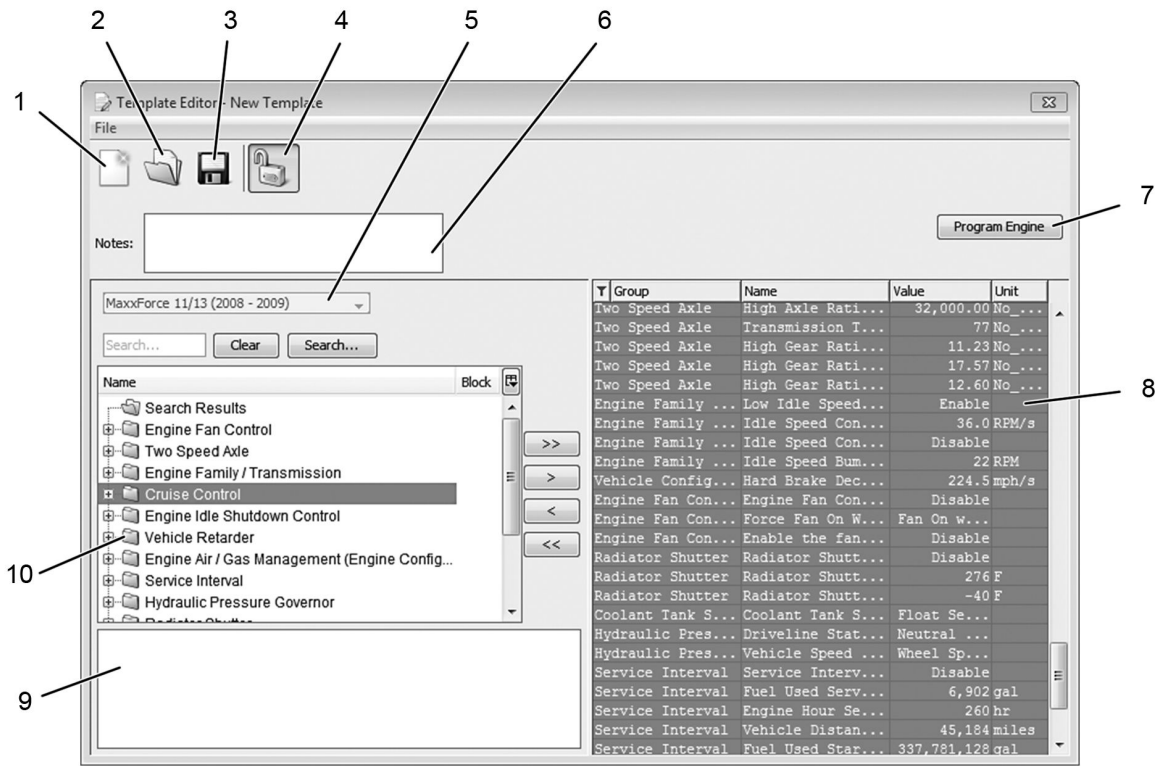 2 3 4 5 6
1
Template Editor - New Template
File
7
Notes:
Program Engine
MaxxForce 11/13 (2008 - 2009)
Search... Clear Search...
Name Block
Search Results
Engine Fan Control
Two Speed Axle
Engine Family / Transmission
Cruise Control
Engine Idle Shutdown Control
Vehicle Retarder
Engine Air / Gas Management (Engine Config...
Service Interval
Hydraulic Pressure Governor
Radiator Shutter
>>
>
<
<<
Group Name Value Unit
Two Speed Axle High Axle Rati... 32,000.00 No_...
Two Speed Axle Transmission T... 77 No_...
Two Speed Axle High Gear Rati... 11.23 No_...
Two Speed Axle High Gear Rati... 17.57 No_...
Two Speed Axle High Gear Rati... 12.60 No_...
Engine Family ... Low Idle Speed... Enable
Engine Family ... Idle Speed Con... 36.0 RPM/s
Engine Family ... Idle Speed Con... Disable
Engine Family ... Idle Speed Bum... 22 RPM
Vehicle Config... Hard Brake Dec... 224.5 mph/s
Engine Fan Con... Engine Fan Con... Disable
Engine Fan Con... Force Fan On W... Fan On w...
Engine Fan Con... Enable the fan... Disable
Radiator Shutter Radiator Shutt... Disable
Radiator Shutter Radiator Shutt... 276 F
Radiator Shutter Radiator Shutt... -40 F
Coolant Tank S... Coolant Tank S... Float Se...
Hydraulic Pres... Driveline Stat... Neutral ...
Hydraulic Pres... Vehicle Speed ... Wheel Sp...
Service Interval Service Interv... Disable
Service Interval Fuel Used Serv... 6,902 gal
Service Interval Engine Hour Se... 260 hr
Service Interval Vehicle Distan... 45,184 miles
Service Interval Fuel Used Star... 337,781,128 gal
8
10
9